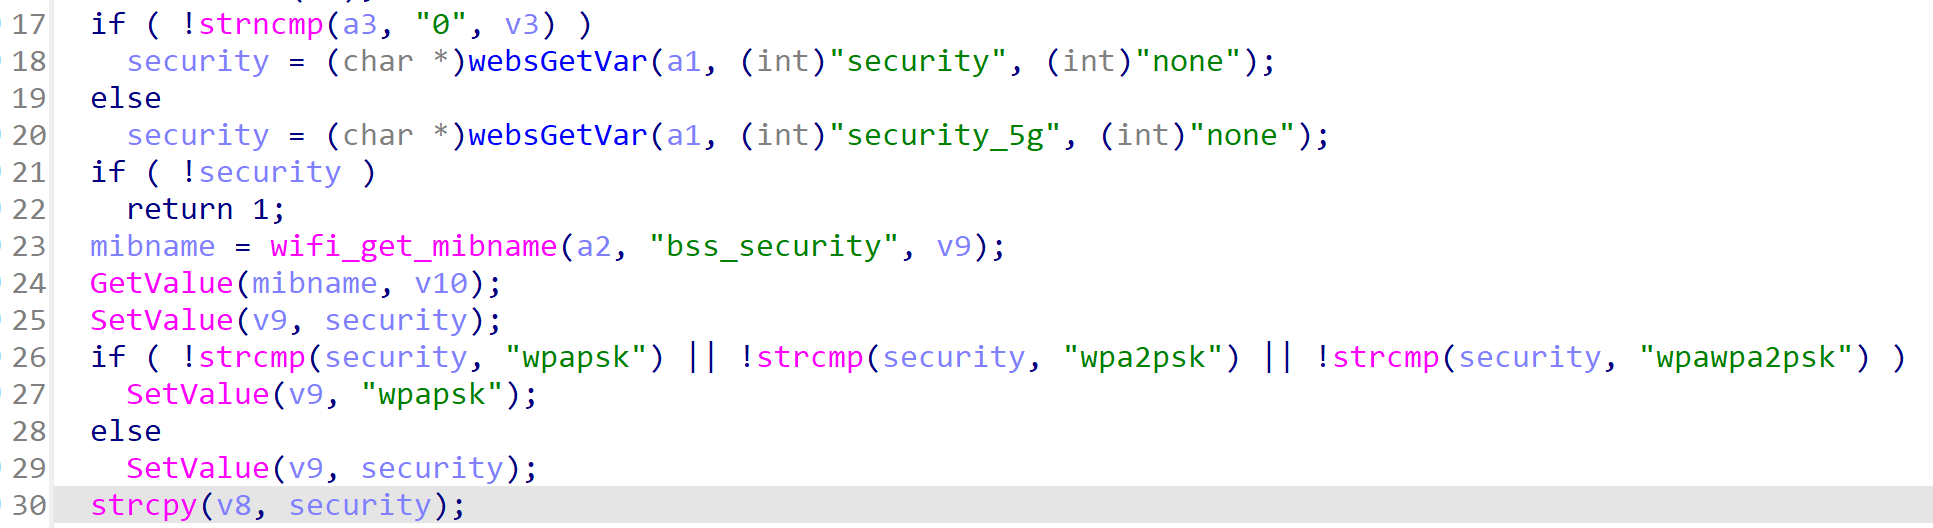 17 if ( !strncmp(a3, "0", v3) )
18 security = (char *)websGetVar(a1, (int)"security", (int)"none");
19 else
20 security = (char *)websGetVar(a1, (int)"security_5g", (int)"none");
21 if ( !security )
22 return 1;
23 mibname = wifi_get_mibname(a2, "bss_security", v9);
24 GetValue(mibname, v10);
25 SetValue(v9, security);
26 if ( !strcmp(security, "wpapsk") || !strcmp(security, "wpa2psk") || !strcmp(security, "wpawpa2psk") )
27 SetValue(v9, "wpapsk");
28 else
29 SetValue(v9, security);
30 strcpy(v8, security);